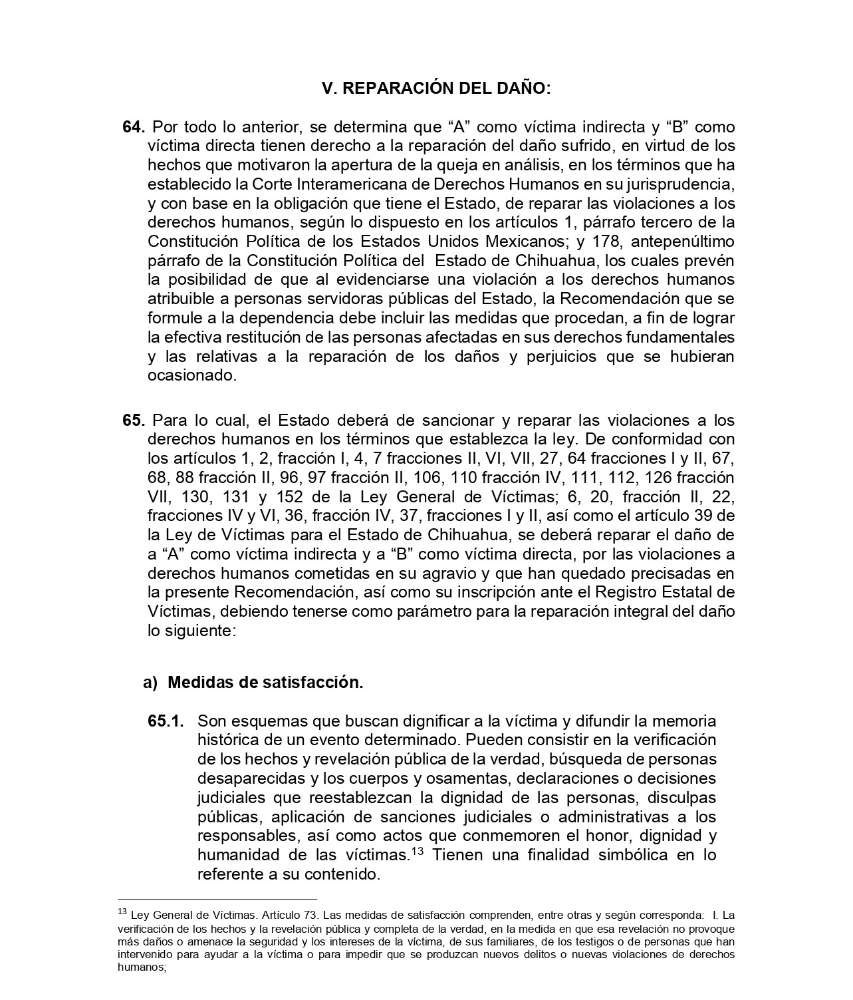 V. REPARACIÓN DEL DAÑO:
64. Por todo lo anterior, se determina que “A” como víctima indirecta y “B” como
víctima directa tienen derecho a la reparación del daño sufrido, en virtud de los
hechos que motivaron la apertura de la queja en análisis, en los términos que ha
establecido la Corte Interamericana de Derechos Humanos en su jurisprudencia,
y con base en la obligación que tiene el Estado, de reparar las violaciones a los
derechos humanos, según lo dispuesto en los artículos 1, párrafo tercero de la
Constitución Política de los Estados Unidos Mexicanos; y 178, antepenúltimo
párrafo de la Constitución Política del  Estado de Chihuahua, los cuales prevén
la posibilidad de que al evidenciarse una violación a los derechos humanos
atribuible a personas servidoras públicas del Estado, la Recomendación que se
formule a la dependencia debe incluir las medidas que procedan, a fin de lograr
la efectiva restitución de las personas afectadas en sus derechos fundamentales
y las relativas a la reparación de los daños y perjuicios que se hubieran
ocasionado.
65. Para lo cual, el Estado deberá de sancionar y reparar las violaciones a los
derechos humanos en los términos que establezca la ley. De conformidad con
los artículos 1, 2, fracción I, 4, 7 fracciones II, VI, VII, 27, 64 fracciones I y II, 67,
68, 88 fracción II, 96, 97 fracción II, 106, 110 fracción IV, 111, 112, 126 fracción
VII, 130, 131 y 152 de la Ley General de Víctimas; 6, 20, fracción II, 22,
fracciones IV y VI, 36, fracción IV, 37, fracciones I y II, así como el artículo 39 de
la Ley de Víctimas para el Estado de Chihuahua, se deberá reparar el daño de
a “A” como víctima indirecta y a “B” como víctima directa, por las violaciones a
derechos humanos cometidas en su agravio y que han quedado precisadas en
la presente Recomendación, así como su inscripción ante el Registro Estatal de
Víctimas, debiendo tenerse como parámetro para la reparación integral del daño
lo siguiente:
a) Medidas de satisfacción.
65.1. Son esquemas que buscan dignificar a la víctima y difundir la memoria
histórica de un evento determinado. Pueden consistir en la verificación
de los hechos y revelación pública de la verdad, búsqueda de personas
desaparecidas y los cuerpos y osamentas, declaraciones o decisiones
judiciales que reestablezcan la dignidad de las personas, disculpas
públicas, aplicación de sanciones judiciales o administrativas a los
responsables, así como actos que conmemoren el honor, dignidad y
humanidad de las víctimas.13 Tienen una finalidad simbólica en lo
referente a su contenido.
13 Ley General de Víctimas. Artículo 73. Las medidas de satisfacción comprenden, entre otras y según corresponda:  I. La
verificación de los hechos y la revelación pública y completa de la verdad, en la medida en que esa revelación no provoque
más daños o amenace la seguridad y los intereses de la víctima, de sus familiares, de los testigos o de personas que han
intervenido para ayudar a la víctima o para impedir que se produzcan nuevos delitos o nuevas violaciones de derechos
humanos;